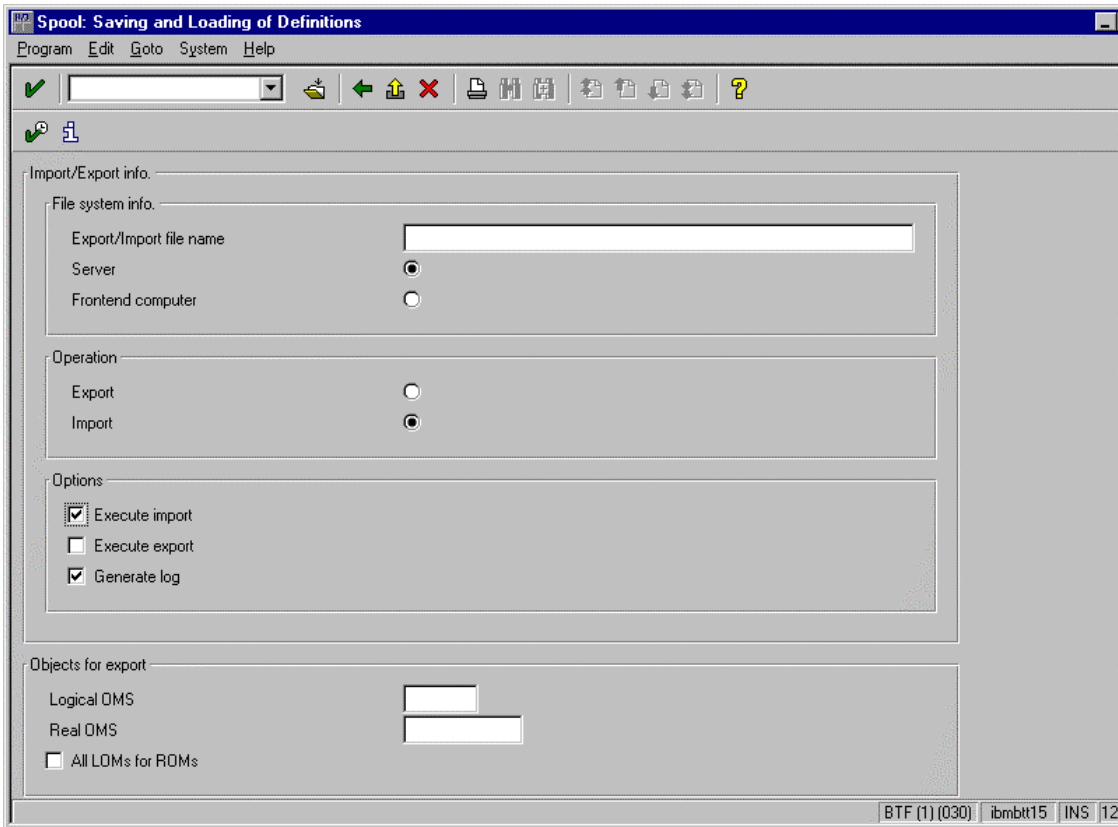 Spool: Saving and Loading of Definitions
Program Edit Goto System Help
Import/Export info.
File system info.
Export/Import file name
Server
Frontend computer
Operation
Export
Import
Options
Execute import
Execute export
Generate log
Objects for export
Logical OMS
Real OMS
All LOMs for ROMs
BTF (1) (030) ibmbtt15 INS 12